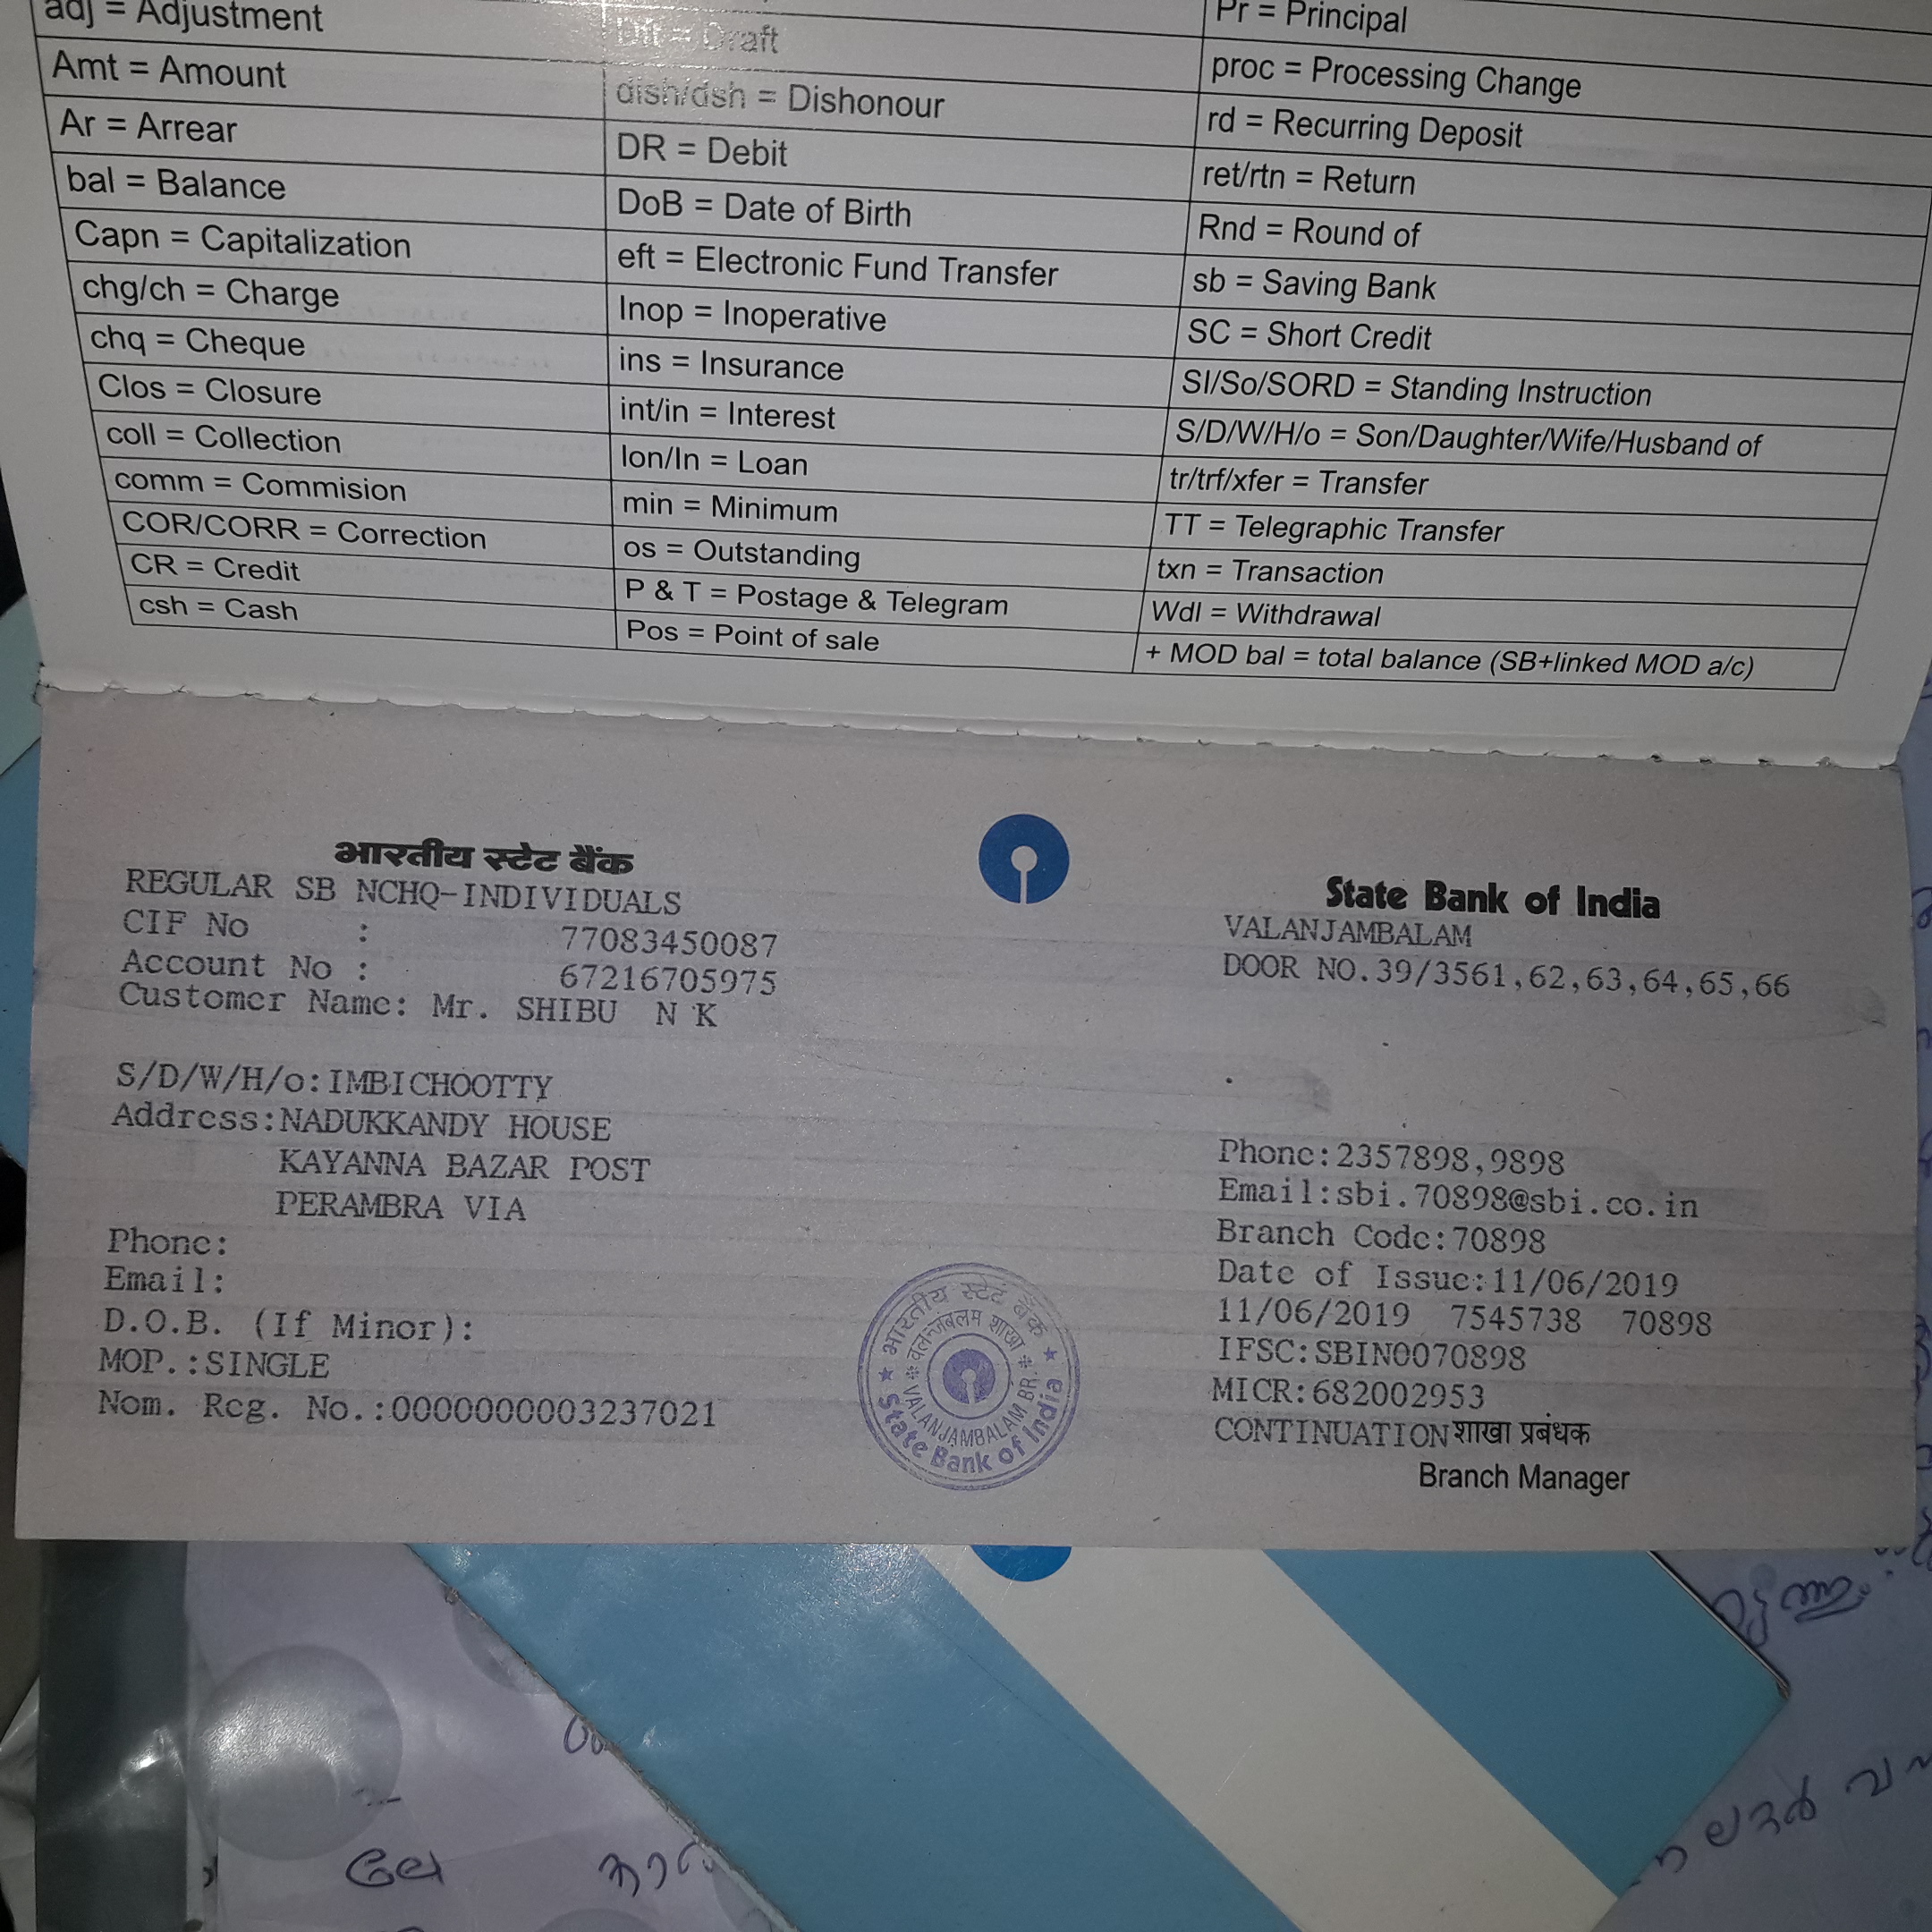 adj = Adjustment
Amt = Amount
Ar = Arrear
bal = Balance
Capn = Capitalization
chg/ch = Charge
chq = Cheque
Clos = Closure
coll = Collection
comm = Commision
COR/CORR = Correction
CR = Credit
csh = Cash
Draft
dish/dsh = Dishonour
DR = Debit
DoB = Date of Birth
eft = Electronic Fund Transfer
Inop = Inoperative
ins = Insurance
int/in = Interest
lon/ln = Loan
min = Minimum
os = Outstanding
P & T = Postage & Telegram
Pos = Point of sale
Pr = Principal
proc = Processing Change
rd = Recurring Deposit
ret/rtn = Return
Rnd = Round of
sb = Saving Bank
SC = Short Credit
SI/So/SORD = Standing Instruction
S/D/W/H/o = Son/Daughter/Wife/Husband of
tr/trf/xfer = Transfer
TT = Telegraphic Transfer
txn = Transaction
Wdl = Withdrawal
+ MOD bal = total balance (SB+linked MOD a/c)
भारतीय स्टेट बैंक
State Bank of India
REGULAR SB NCHQ-INDIVIDUALS
CIF No : 77083450087
Account No : 67216705975
Customer Name: Mr. SHIBU N K
S/D/W/H/o:IMBICHOOTTY
Address:NADUKKANDY HOUSE
KAYANNA BAZAR POST
PERAMBRA VIA
Phone:
Email:
D.O.B. (If Minor):
MOP.:SINGLE
Nom. Reg. No.:0000000003237021
VALANJAMBALAM
DOOR NO.39/3561,62,63,64,65,66
Phone:2357898,9898
Email:sbi.70898@sbi.co.in
Branch Code:70898
Date of Issue:11/06/2019
11/06/2019 7545738 70898
IFSC:SBIN0070898
MICR:682002953
CONTINUATION शाखा प्रबंधक
Branch Manager
भारतीय स्टेट बैंक
वलन्जबलम शाखा
VALANJAMBALAM BR.
State Bank of India